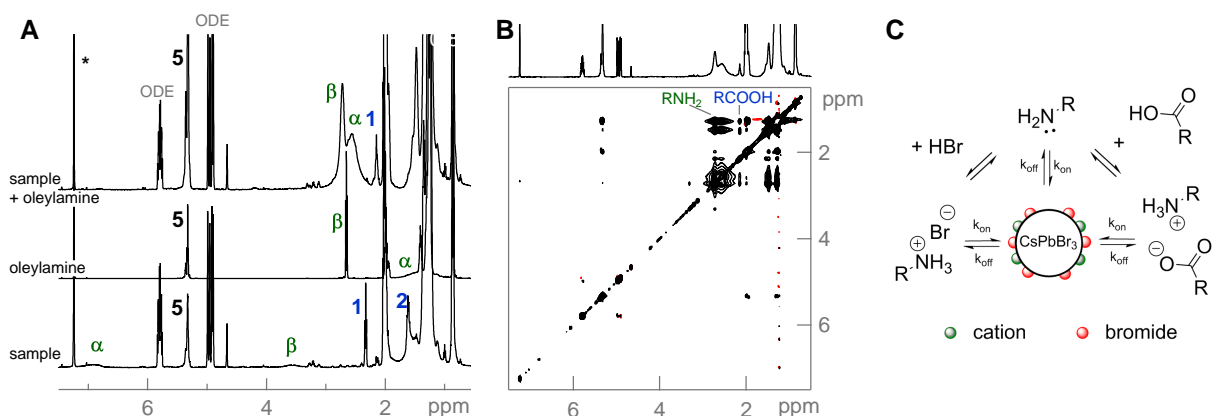 A
ODE
*
5
ODE
β
α
1
sample
+ oleylamine
5
β
α
oleylamine
5
1
2
α
β
sample
6
4
2
ppm
B
RNH2
RCOOH
ppm
2
4
6
6
4
2
ppm
C
H2N
R
HO
O
R
+ HBr
+
koff
kon
H3N
R
+
Br
−
+
NH3
R
kon
koff
CsPbBr3
kon
koff
−
O
O
R
cation
bromide